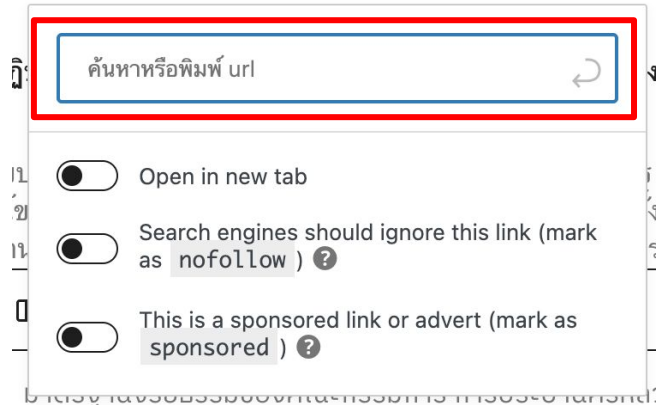 ค้นหาหรือพิมพ์ url
Open in new tab
Search engines should ignore this link (mark
as nofollow ) ?
This is a sponsored link or advert (mark as
sponsored ) ?